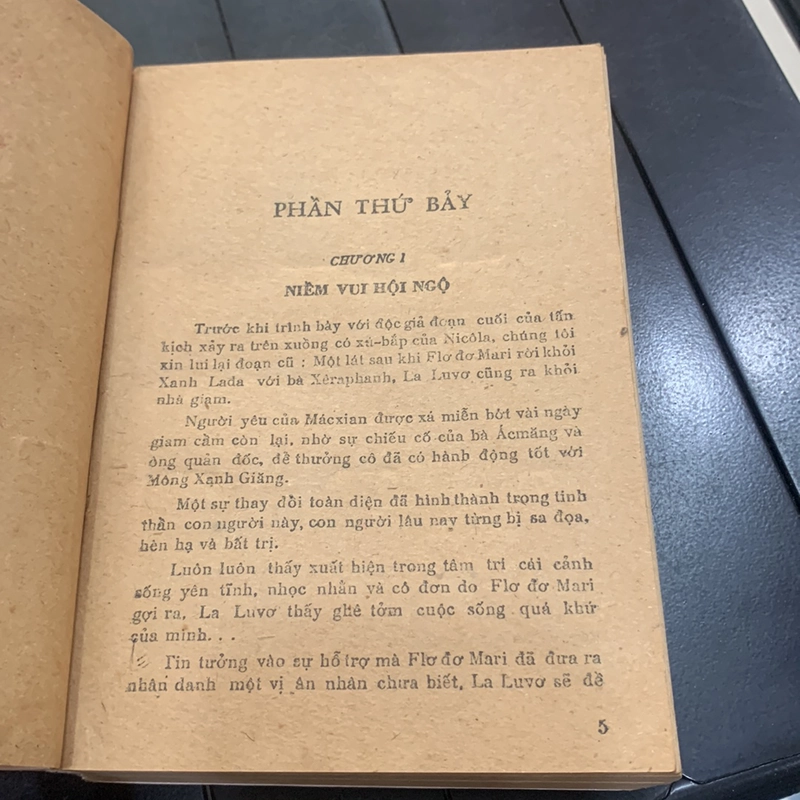 PHẦN THỨ BẢY
CHƯƠNG 1
NIỀM VUI HỘI NGỘ
Trước khi trình bày với độc giả đoạn cuối của tấn
kịch xảy ra trên xuồng có xú-bắp của Nicôla, chúng tôi
xin lui lại đoạn cũ : Một lát sau khi Flơ đơ Mari rời khỏi
Xanh Lada với bà Xêraphanh, La Luvơ cũng ra khỏi
nhà giam.
Người yêu của Mácxian được xá miễn bởi vài ngày
giam cầm còn lại, nhờ sự chiếu cố của bà Ácmăng và
ông quản đốc, để thưởng cô đã có hành động tốt với
Mông Xanh Giăng.
Một sự thay đổi toàn diện đã hình thành trong tinh
thần con người này, con người lâu nay từng bị sa đọa,
hèn hạ và bất trị.
Luôn luôn thấy xuất hiện trong tâm trí cái cảnh
sống yên tĩnh, nhọc nhằn và cô đơn do Flơ đơ Mari
gợi ra, La Luvơ thấy ghê tởm cuộc sống quá khứ
của mình. . .
Tin tưởng vào sự hỗ trợ mà Flơ đơ Mari đã đưa ra
nhân danh một vị ân nhân chưa biết, La Luvơ sẽ đề
5